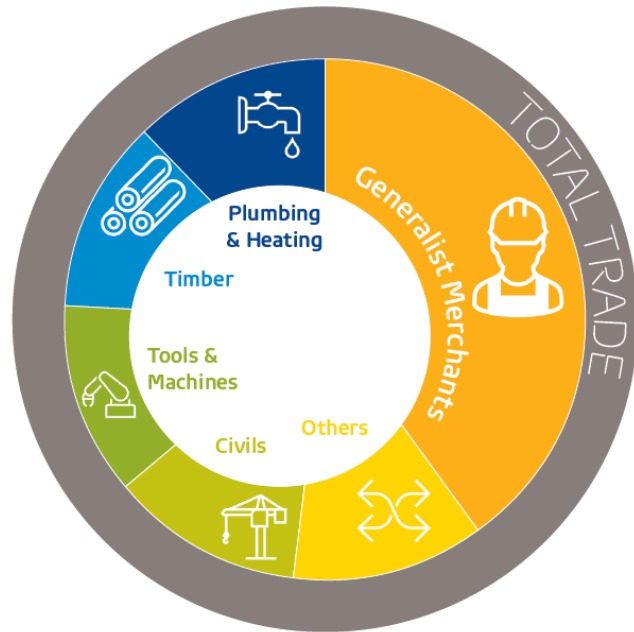 TOTAL TRADE
Generalist Merchants
Plumbing
& Heating
Timber
Tools &
Machines
Civils
Others